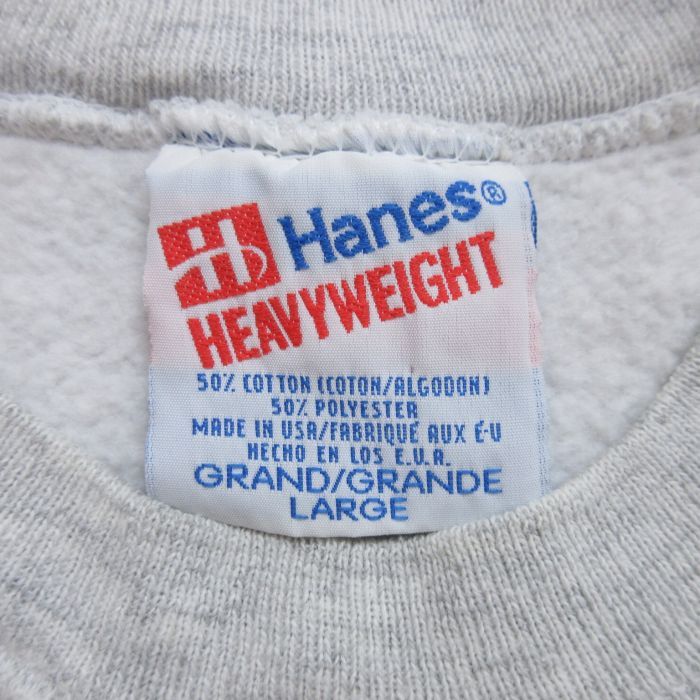 Hanes®
HEAVYWEIGHT
50% COTTON (COTON/ALGODON)
50% POLYESTER
MADE IN USA/FABRIQUÉ AUX É-U
HECHO EN LOS E.U.A.
GRAND/GRANDE
LARGE